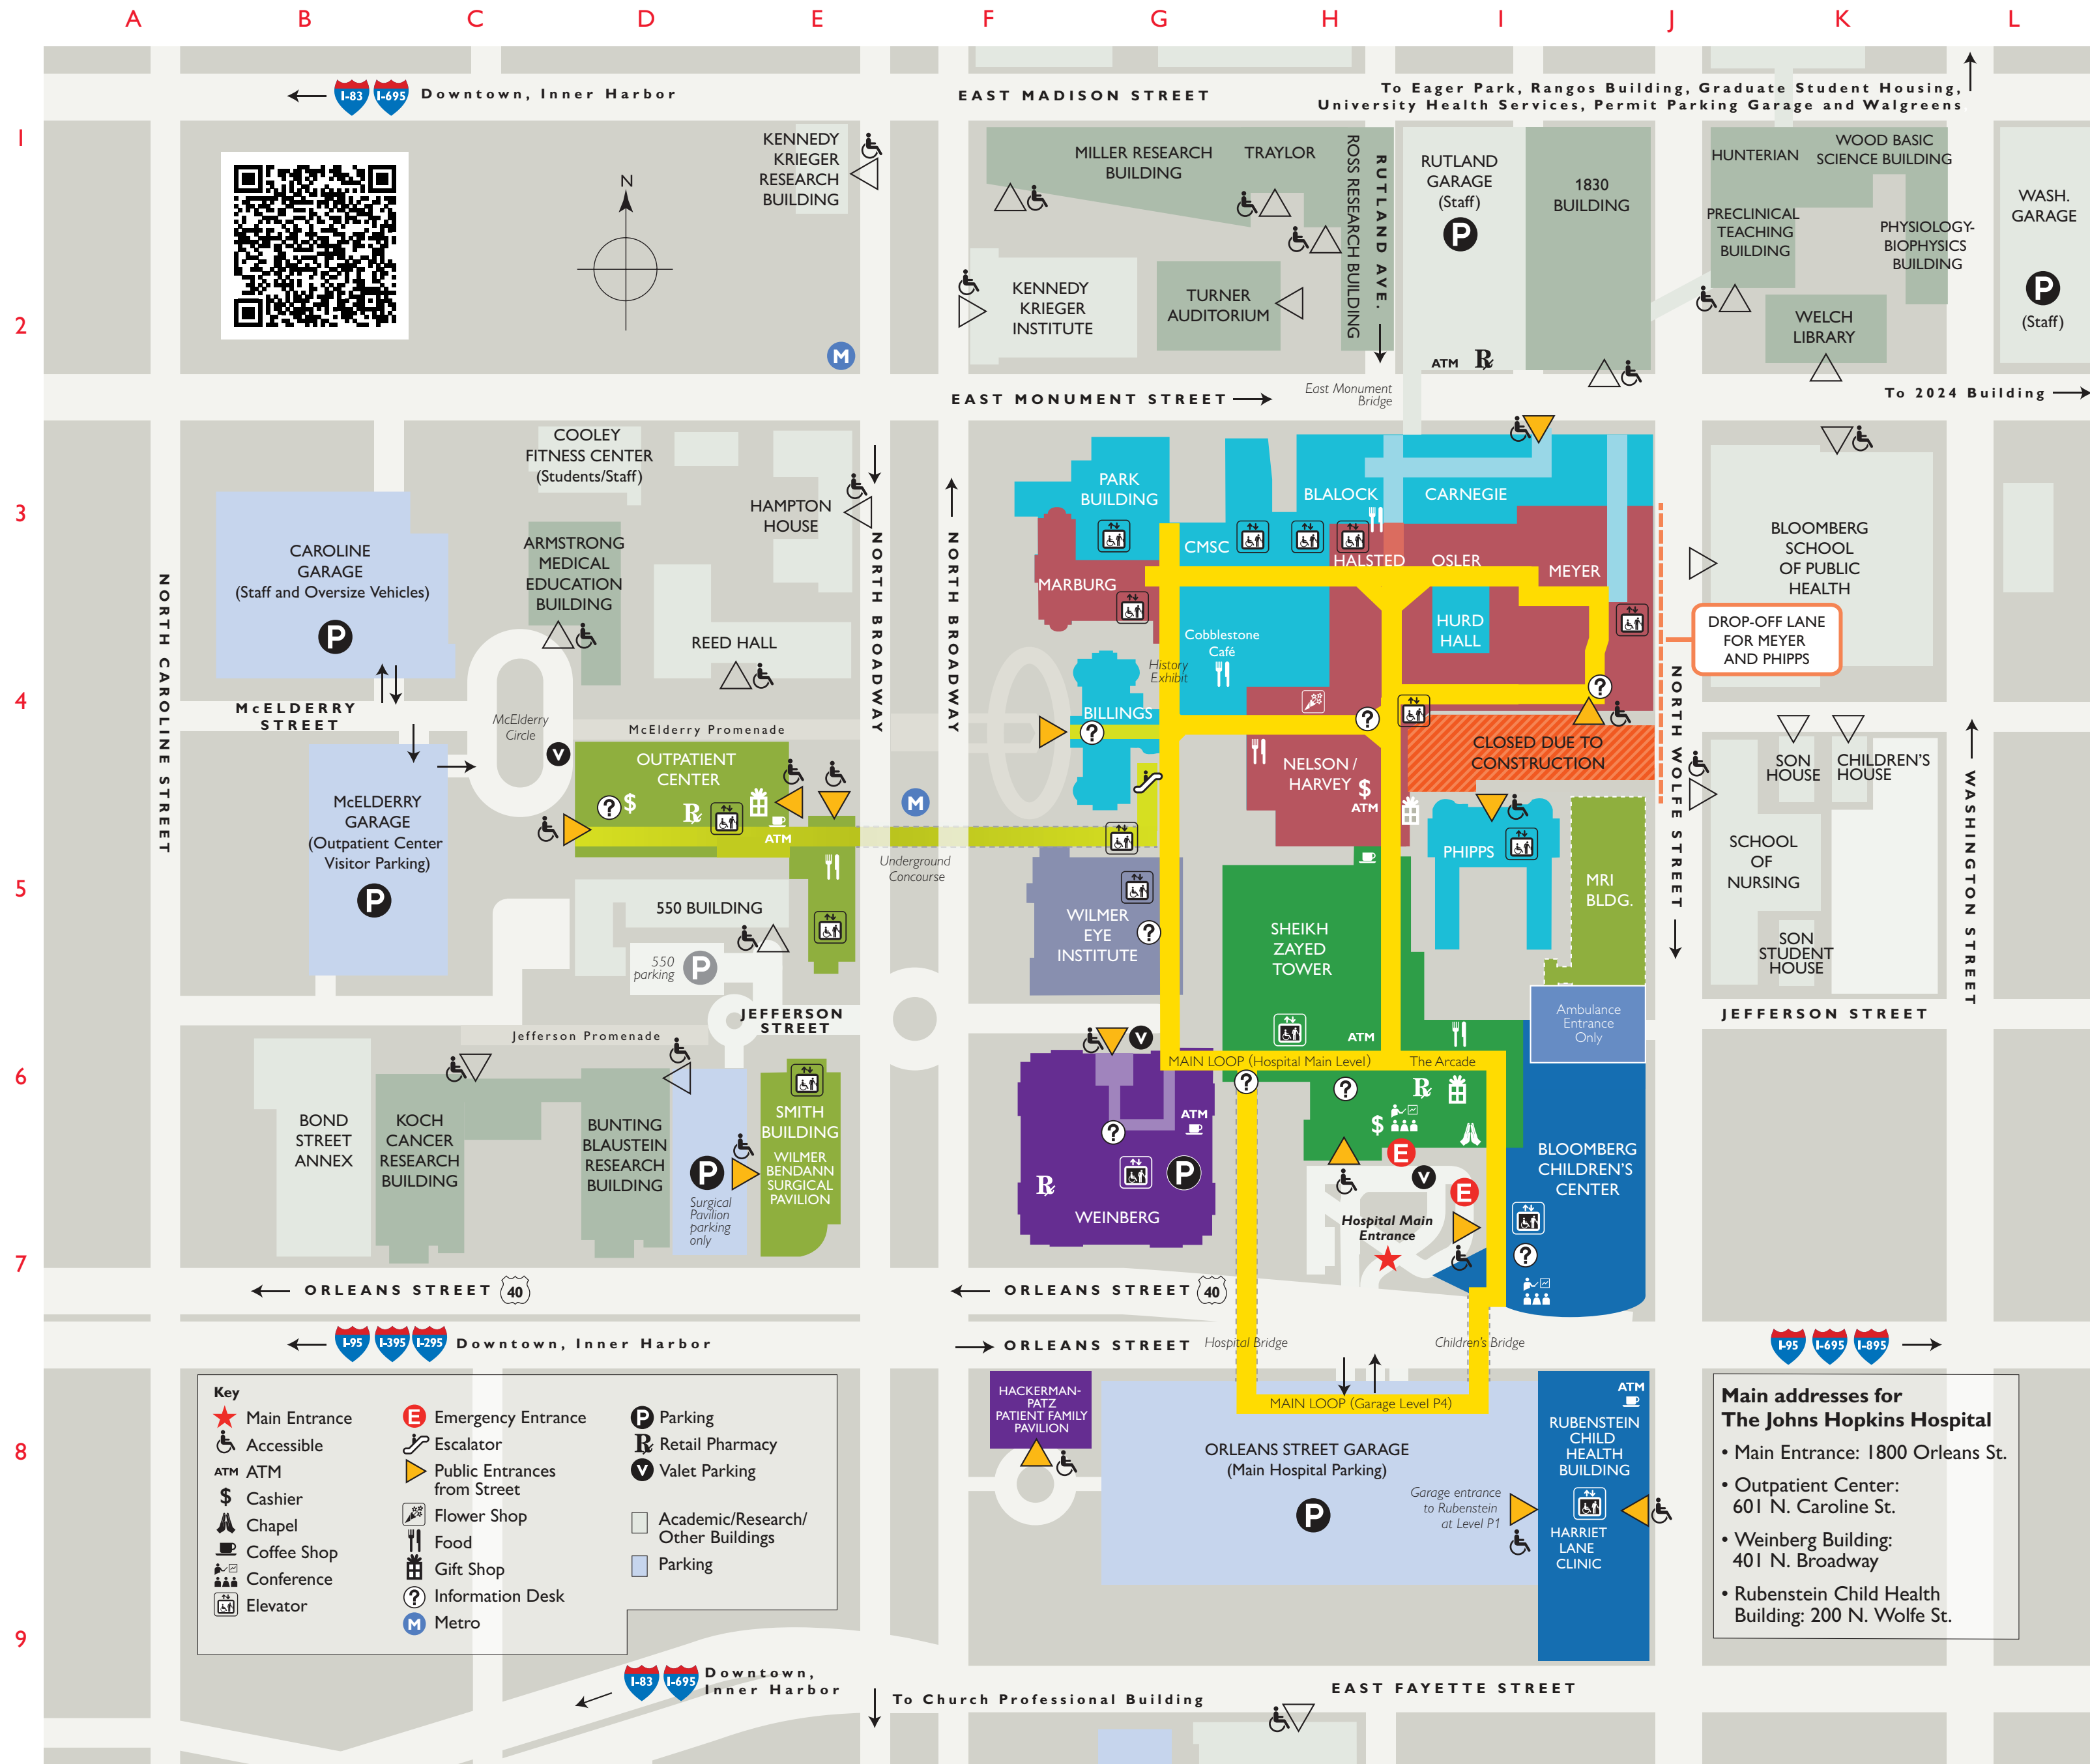 A B C D E F G H I J K L
1
2
3
4
5
6
7
8
9
I-83 I-695 Downtown, Inner Harbor
EAST MADISON STREET
To Eager Park, Rangos Building, Graduate Student Housing,
University Health Services, Permit Parking Garage and Walgreens
KENNEDY
KRIEGER
RESEARCH
BUILDING
N
M
MILLER RESEARCH
BUILDING
TRAYLOR
ROSS RESEARCH BUILDING
RUTLAND AVE.
RUTLAND
GARAGE
(Staff)
P
ATM
1830
BUILDING
HUNTERIAN
WOOD BASIC
SCIENCE BUILDING
PRECLINICAL
TEACHING
BUILDING
PHYSIOLOGY-
BIOPHYSICS
BUILDING
WASH.
GARAGE
P
(Staff)
KENNEDY
KRIEGER
INSTITUTE
TURNER
AUDITORIUM
WELCH
LIBRARY
EAST MONUMENT STREET
East Monument
Bridge
To 2024 Building
COOLEY
FITNESS CENTER
(Students/Staff)
HAMPTON
HOUSE
CAROLINE
GARAGE
(Staff and Oversize Vehicles)
P
ARMSTRONG
MEDICAL
EDUCATION
BUILDING
REED HALL
NORTH CAROLINE STREET
NORTH BROADWAY
NORTH BROADWAY
PARK
BUILDING
BLALOCK
CARNEGIE
CMSC
HALSTED
OSLER
MEYER
MARBURG
HURD
HALL
Cobblestone
Café
History
Exhibit
BLOOMBERG
SCHOOL
OF PUBLIC
HEALTH
DROP-OFF LANE
FOR MEYER
AND PHIPPS
NORTH WOLFE STREET
WASHINGTON STREET
McELDERRY
STREET
McElderry
Circle
McElderry Promenade
V
OUTPATIENT
CENTER
? $
ATM
M
Underground
Concourse
BILLINGS
?
?
?
NELSON /
HARVEY $
ATM
CLOSED DUE TO
CONSTRUCTION
SON
HOUSE
CHILDREN'S
HOUSE
McELDERRY
GARAGE
(Outpatient Center
Visitor Parking)
P
PHIPPS
MRI
BLDG.
SCHOOL
OF
NURSING
SON
STUDENT
HOUSE
550 BUILDING
550
parking
P
WILMER
EYE
INSTITUTE
?
SHEIKH
ZAYED
TOWER
ATM
Ambulance
Entrance
Only
JEFFERSON
STREET
JEFFERSON STREET
Jefferson Promenade
V
MAIN LOOP (Hospital Main Level)
The Arcade
BOND
STREET
ANNEX
KOCH
CANCER
RESEARCH
BUILDING
BUNTING
BLAUSTEIN
RESEARCH
BUILDING
P
Surgical
Pavilion
parking
only
SMITH
BUILDING
WILMER
BENDANN
SURGICAL
PAVILION
ATM
?
P
WEINBERG
?
?
$
E
V
E
Hospital Main
Entrance
BLOOMBERG
CHILDREN'S
CENTER
?
ORLEANS STREET 40
ORLEANS STREET 40
I-95 I-395 I-295 Downtown, Inner Harbor
ORLEANS STREET
Hospital Bridge
Children's Bridge
I-95 I-695 I-895
Key
Main Entrance
Accessible
ATM ATM
$ Cashier
Chapel
Coffee Shop
Conference
Elevator
E Emergency Entrance
Escalator
Public Entrances
from Street
Flower Shop
Food
Gift Shop
? Information Desk
M Metro
P Parking
Retail Pharmacy
V Valet Parking
Academic/Research/
Other Buildings
Parking
HACKERMAN-
PATZ
PATIENT FAMILY
PAVILION
MAIN LOOP (Garage Level P4)
ORLEANS STREET GARAGE
(Main Hospital Parking)
P
Garage entrance
to Rubenstein
at Level P1
ATM
RUBENSTEIN
CHILD
HEALTH
BUILDING
HARRIET
LANE
CLINIC
Main addresses for
The Johns Hopkins Hospital
• Main Entrance: 1800 Orleans St.
• Outpatient Center:
601 N. Caroline St.
• Weinberg Building:
401 N. Broadway
• Rubenstein Child Health
Building: 200 N. Wolfe St.
I-83 I-695 Downtown,
Inner Harbor
To Church Professional Building
EAST FAYETTE STREET